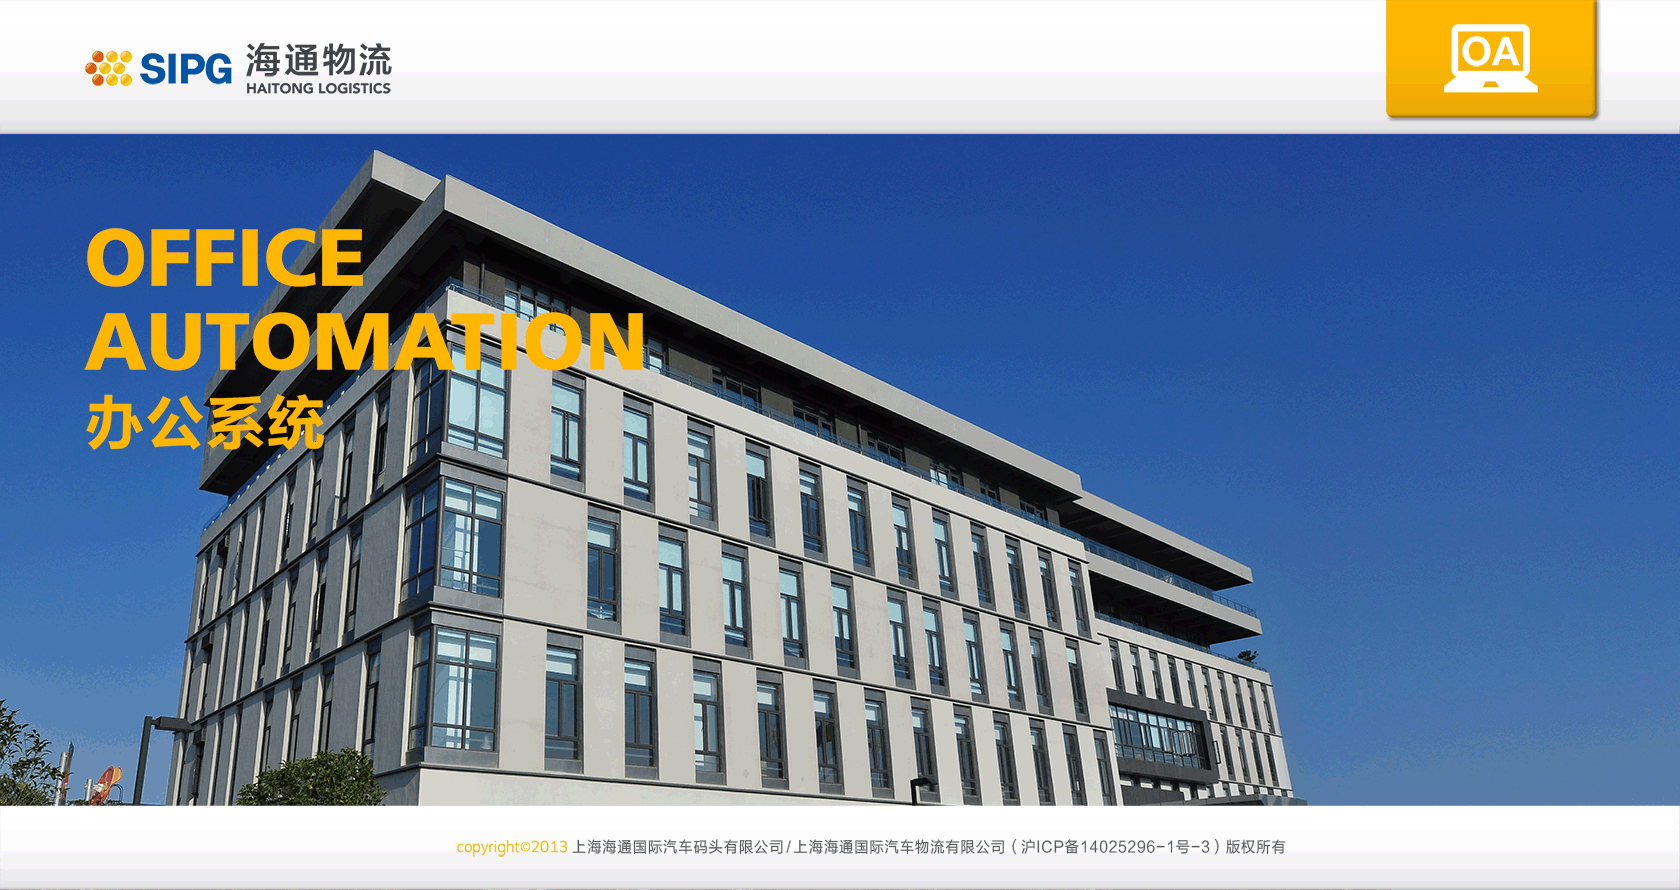 SIPG 海通物流
HAITONG LOGISTICS
OA
OFFICE
AUTOMATION
办公系统
copyright©2013 上海海通国际汽车码头有限公司/上海海通国际汽车物流有限公司（沪ICP备14025296-1号-3）版权所有